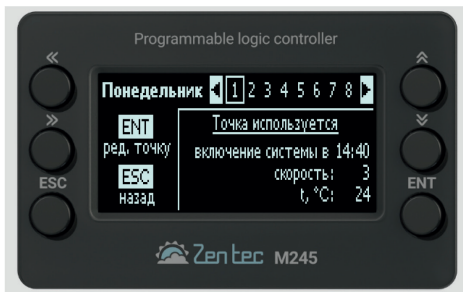 Programmable logic controller
Понедельник 1 2 3 4 5 6 7 8
ENT
ред. точку
ESC
назад
Точка используется
включение системы в 14:40
скорость: 3
t, °C: 24
ESC
ENT
Zentec M245